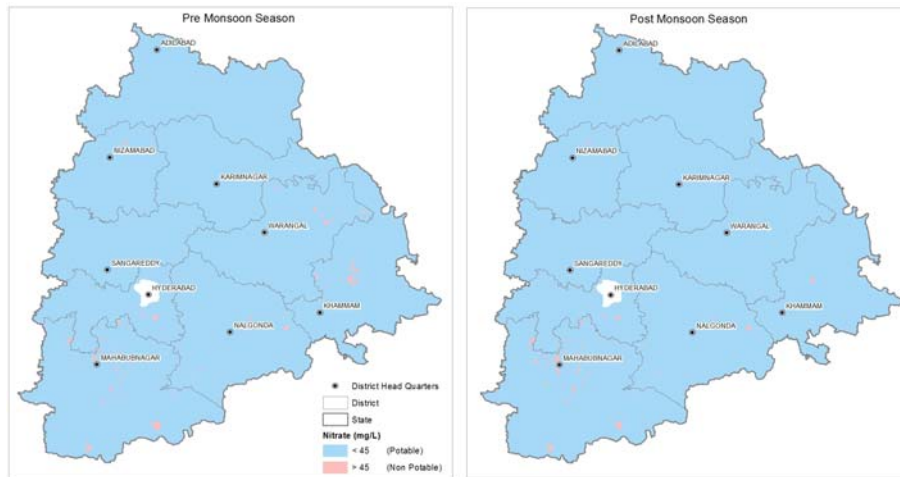 Pre Monsoon Season
ADILABAD
NIZAMABAD
KARIMNAGAR
WARANGAL
SANGAREDDY
HYDERABAD
KHAMMAM
NALGONDA
MAHABUBNAGAR
District Head Quarters
District
State
Nitrate (mg/L)
< 45 (Potable)
> 45 (Non Potable)
Post Monsoon Season
ADILABAD
NIZAMABAD
KARIMNAGAR
WARANGAL
SANGAREDDY
HYDERABAD
KHAMMAM
NALGONDA
MAHABUBNAGAR